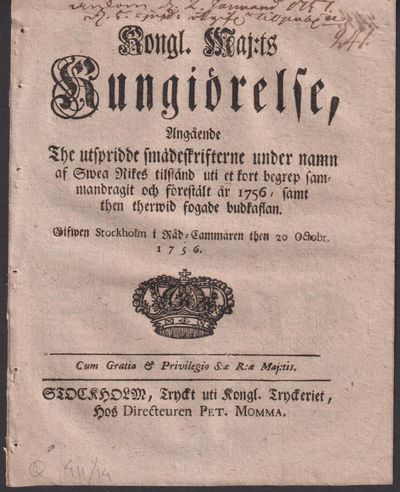 Kongl. Maj:ts
Kungiörelse,
Angående
The utspridde smädeskrifterne under namn
af Swea Rikes tilstånd uti et kort begrep sam-
mandragit och förestält år 1756, samt
then therwid fogade budkaflan.
Gifwen Stockholm i Råd-Cammaren then 20 Octobr.
1756.
Cum Gratia & Privilegio S:æ R:æ Maj:tis.
STOCKHOLM, Tryckt uti Kongl. Tryckeriet,
Hos Directeuren PET. MOMMA.